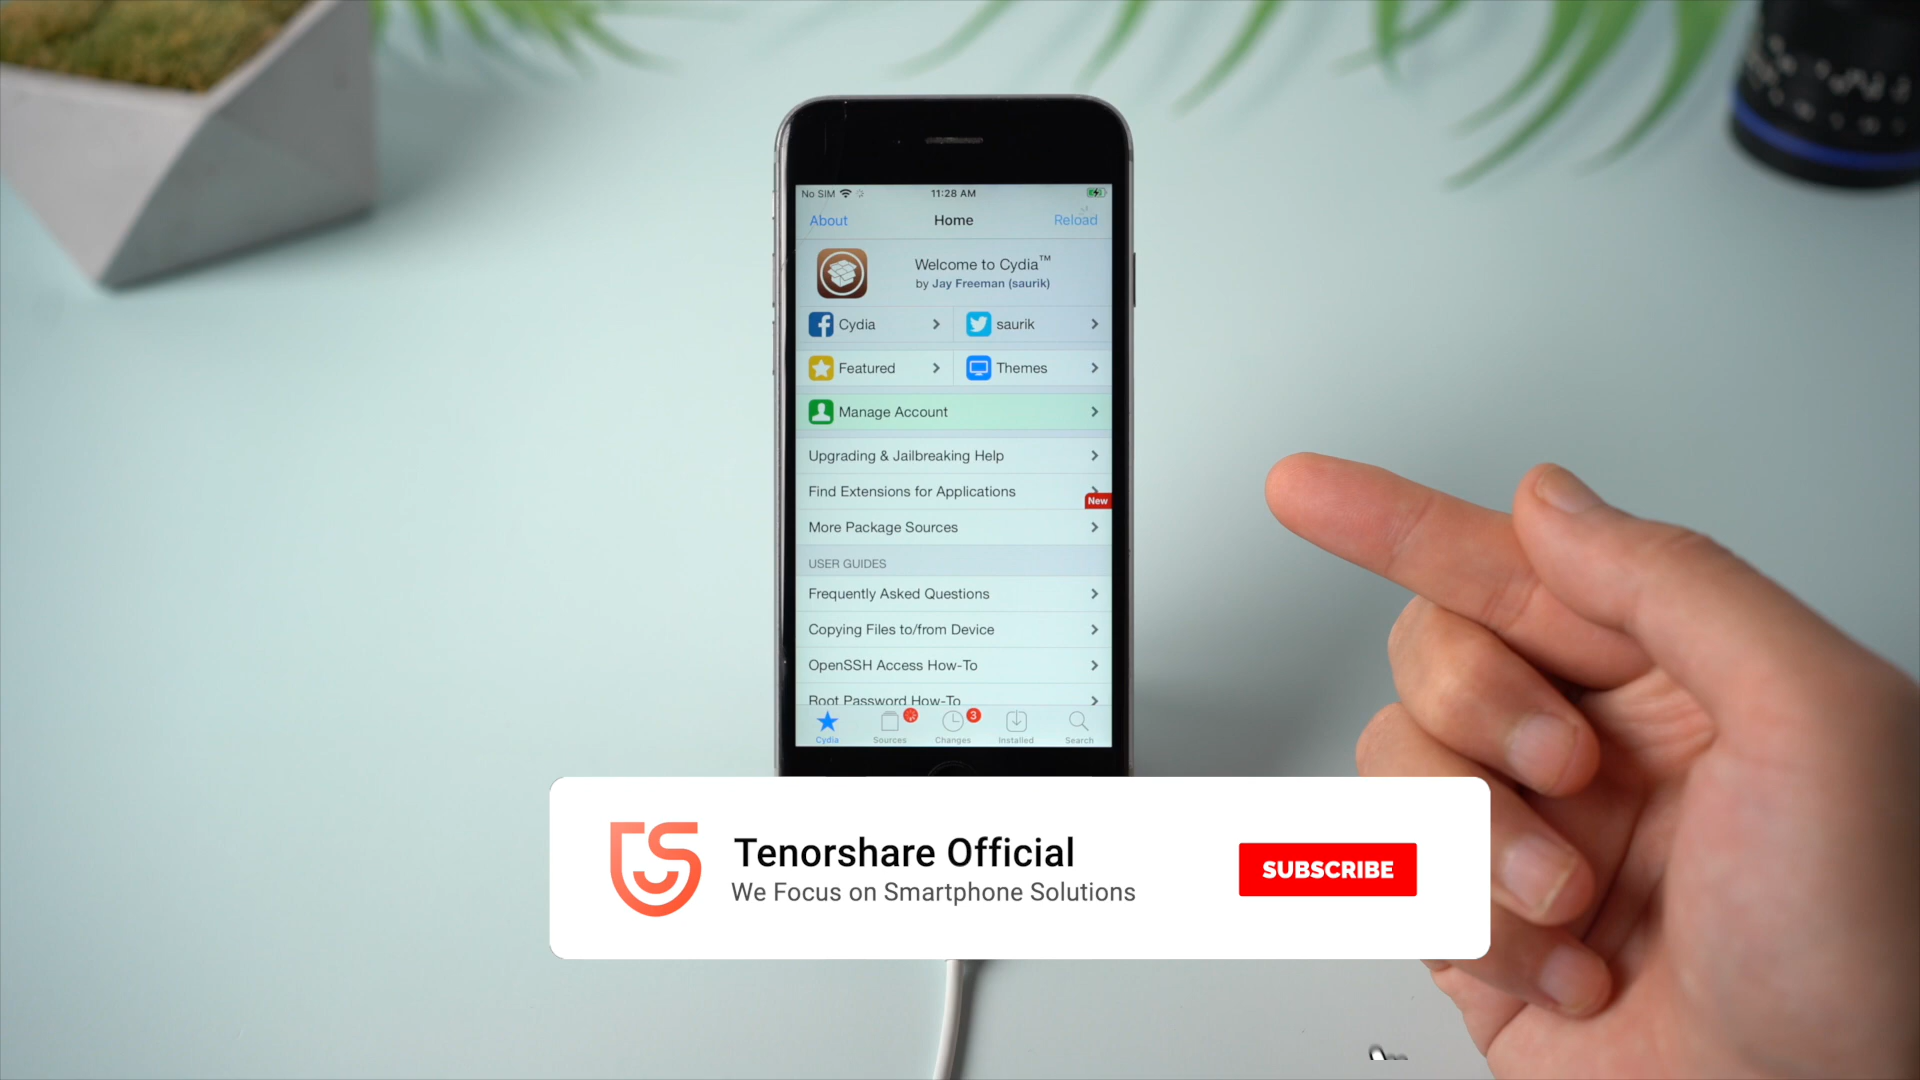 No SIM 11:28 AM
About Home Reload
Welcome to Cydia™
by Jay Freeman (saurik)
Cydia saurik
Featured Themes
Manage Account
Upgrading & Jailbreaking Help
Find Extensions for Applications
New
More Package Sources
USER GUIDES
Frequently Asked Questions
Copying Files to/from Device
OpenSSH Access How-To
Root Password How-To
3
Cydia Sources Changes Installed Search
Tenorshare Official
We Focus on Smartphone Solutions
SUBSCRIBE